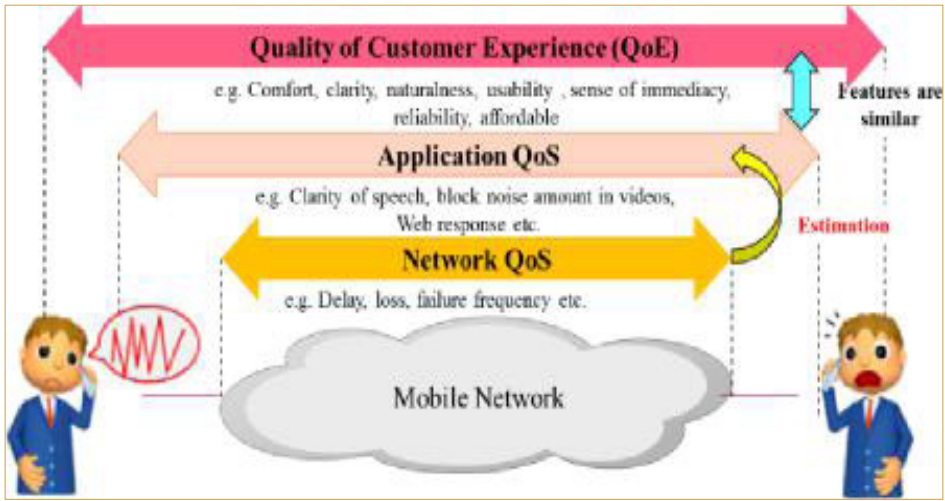 Quality of Customer Experience (QoE)
e.g. Comfort, clarity, naturalness, usability , sense of immediacy,
reliability, affordable
Features are
similar
Application QoS
e.g. Clarity of speech, block noise amount in videos,
Web response etc.
Estimation
Network QoS
e.g. Delay, loss, failure frequency etc.
Mobile Network